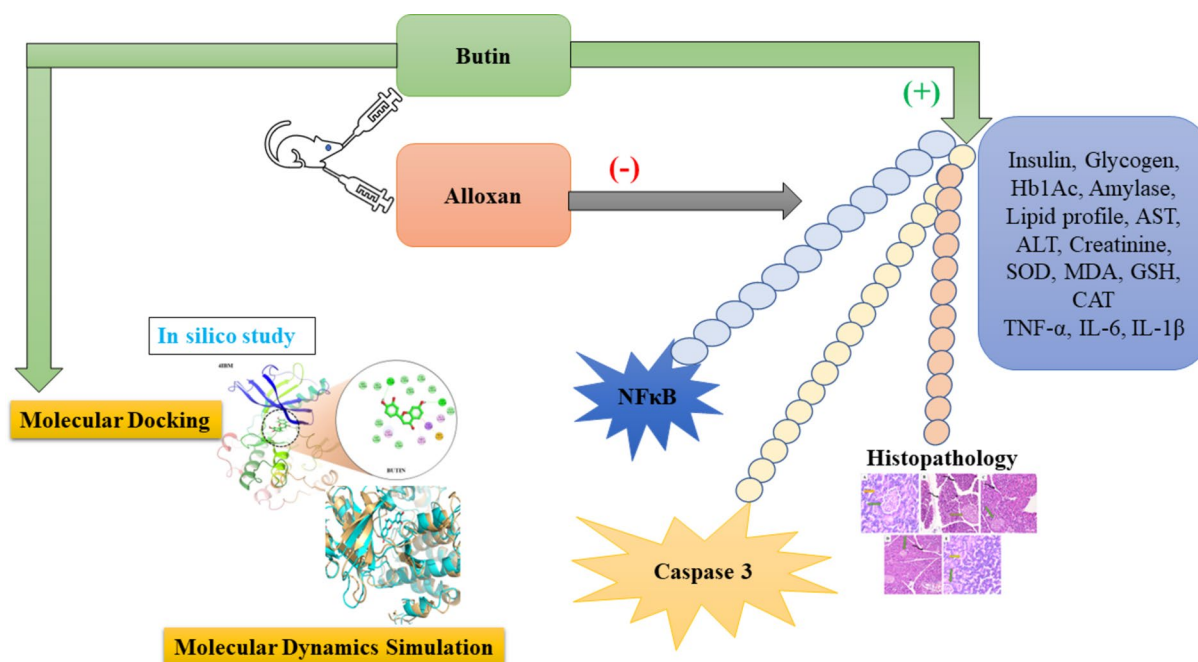 Butin
(+)
Alloxan
(-)
Insulin, Glycogen,
Hb1Ac, Amylase,
Lipid profile, AST,
ALT, Creatinine,
SOD, MDA, GSH,
CAT
TNF-α, IL-6, IL-1β
In silico study
Molecular Docking
BUTIN
Molecular Dynamics Simulation
NFκB
Caspase 3
Histopathology